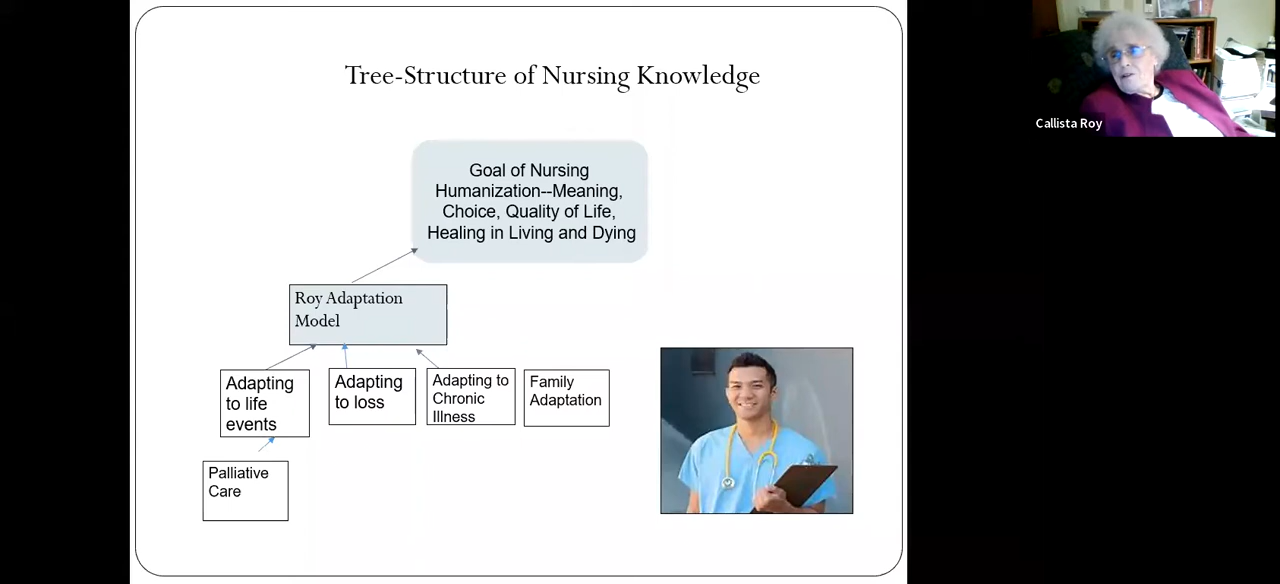 Tree-Structure of Nursing Knowledge
Callista Roy
Goal of Nursing
Humanization--Meaning,
Choice, Quality of Life,
Healing in Living and Dying
Roy Adaptation
Model
Adapting
to life
events
Adapting
to loss
Adapting to
Chronic
Illness
Family
Adaptation
Palliative
Care